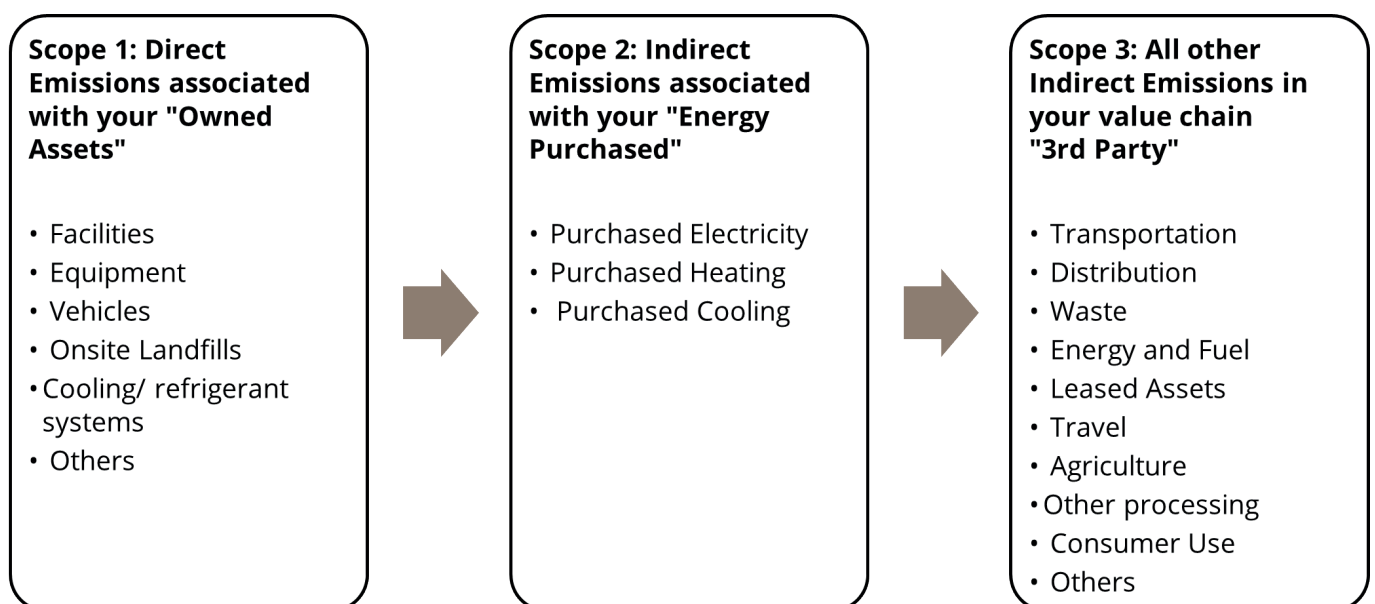 Scope 1: Direct
Emissions associated
with your "Owned
Assets"
• Facilities
• Equipment
• Vehicles
• Onsite Landfills
• Cooling/ refrigerant
systems
• Others
Scope 2: Indirect
Emissions associated
with your "Energy
Purchased"
• Purchased Electricity
• Purchased Heating
• Purchased Cooling
Scope 3: All other
Indirect Emissions in
your value chain
"3rd Party"
• Transportation
• Distribution
• Waste
• Energy and Fuel
• Leased Assets
• Travel
• Agriculture
• Other processing
• Consumer Use
• Others